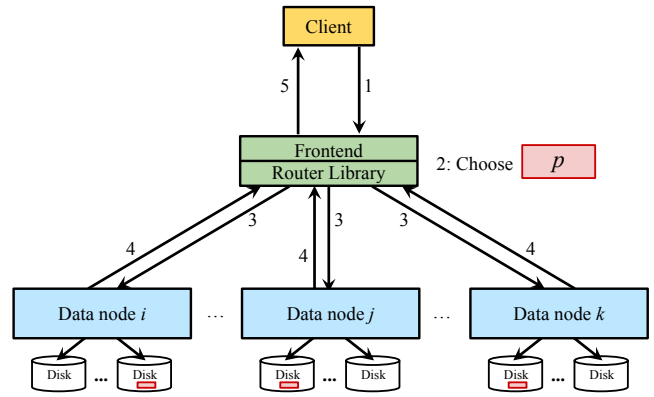 Client
5
1
Frontend
Router Library
2: Choose p
4
3
4
3
3
4
Data node i
...
Data node j
...
Data node k
Disk
...
Disk
Disk
...
Disk
Disk
...
Disk